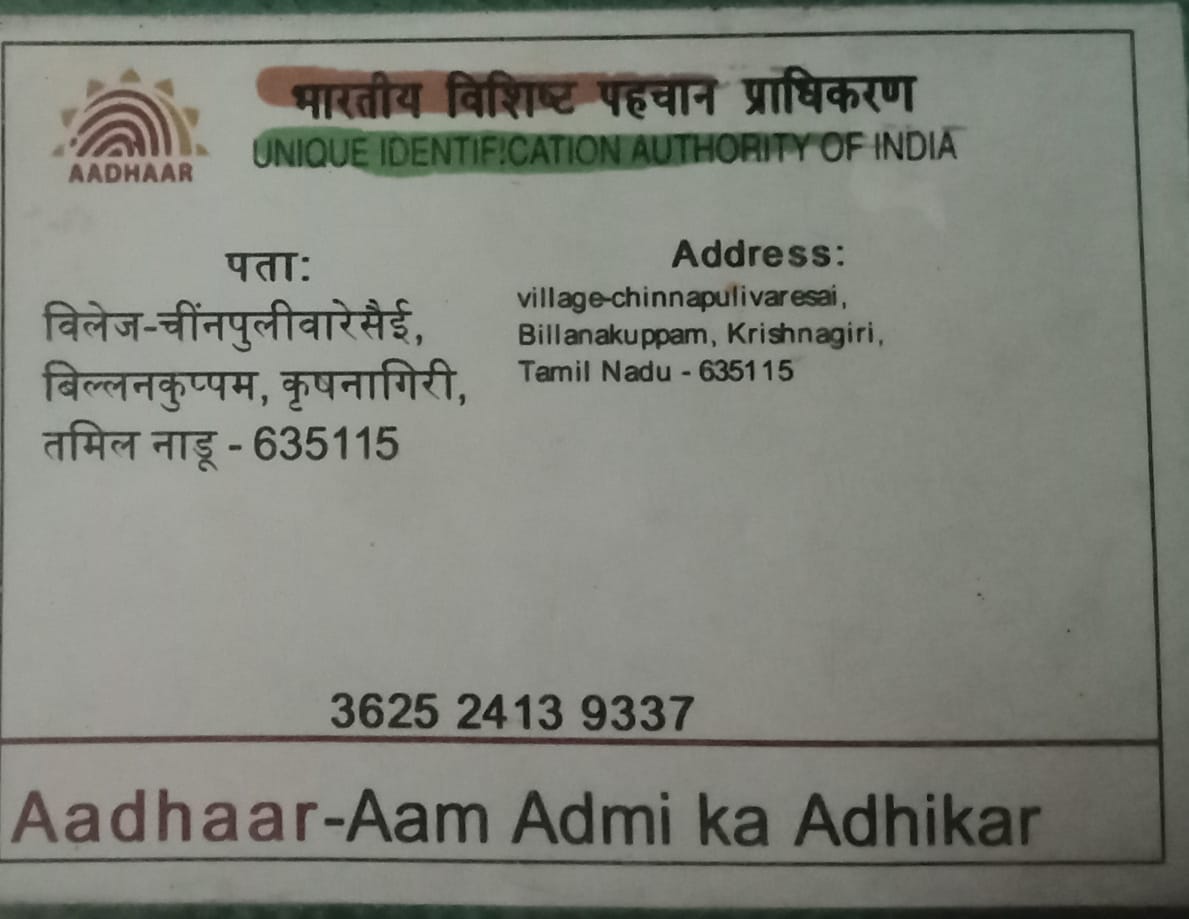 भारतीय विशिष्ट पहचान प्राधिकरण
UNIQUE IDENTIFICATION AUTHORITY OF INDIA
AADHAAR
पता:
विलेज-चींनपुलीवारेसैई,
बिल्लनकुप्पम, कृषनागिरी,
तमिल नाडू - 635115
Address:
village-chinnapulivaresai,
Billanakuppam, Krishnagiri,
Tamil Nadu - 635115
3625 2413 9337
Aadhaar-Aam Admi ka Adhikar